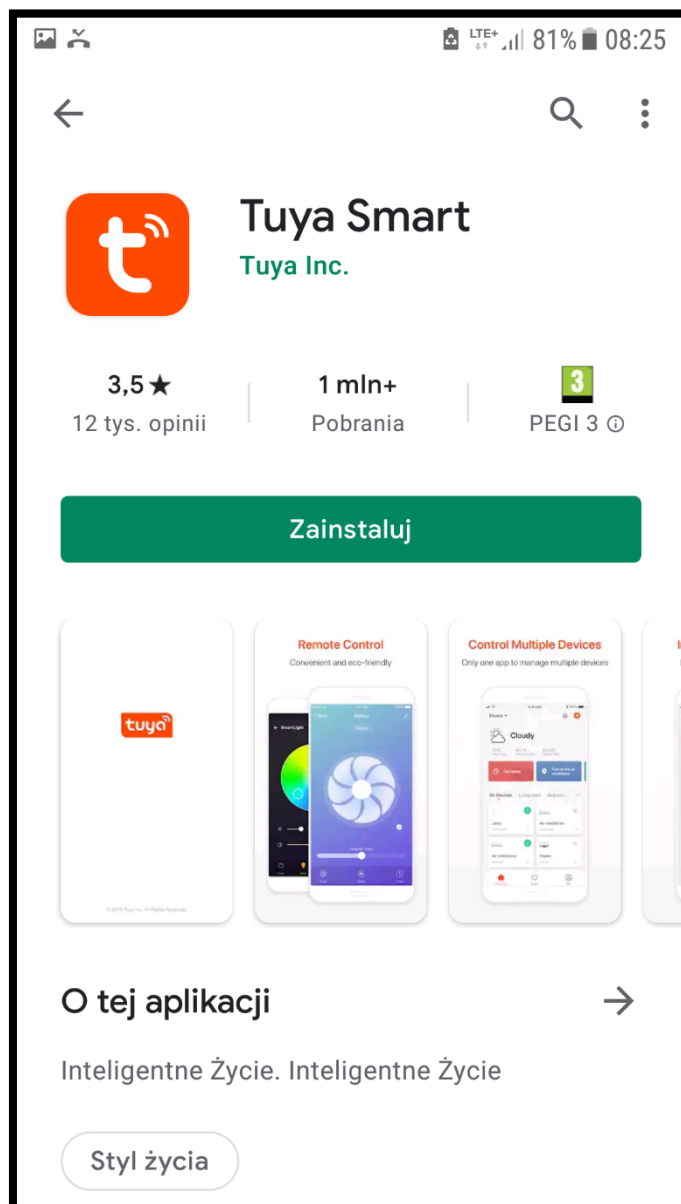 LTE+ 81% 08:25
Tuya Smart
Tuya Inc.
3,5★ 1 mln+ 3
12 tys. opinii Pobrania PEGI 3
Zainstaluj
Remote Control
Convenient and eco-friendly
Control Multiple Devices
Only one app to manage multiple devices
tuya
Cloudy
O tej aplikacji
Inteligentne Życie. Inteligentne Życie
Styl życia